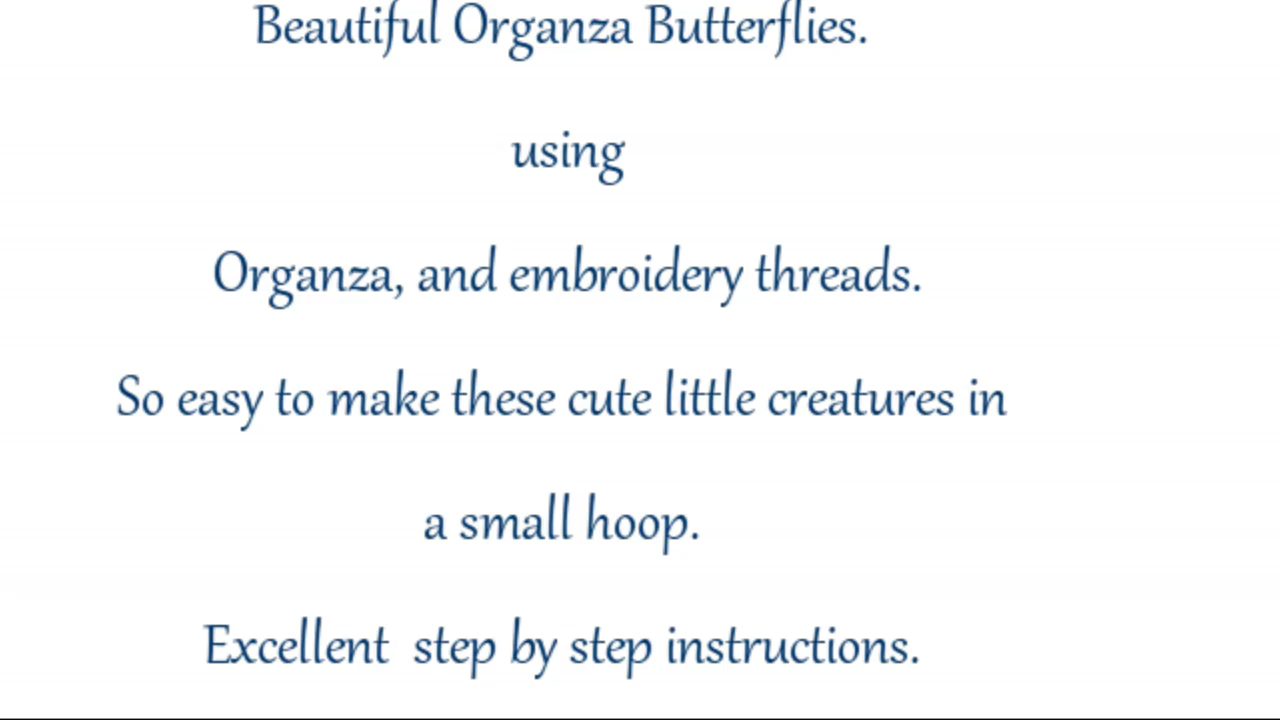 Beautiful Organza Butterflies.
using
Organza, and embroidery threads.
So easy to make these cute little creatures in
a small hoop.
Excellent  step by step instructions.